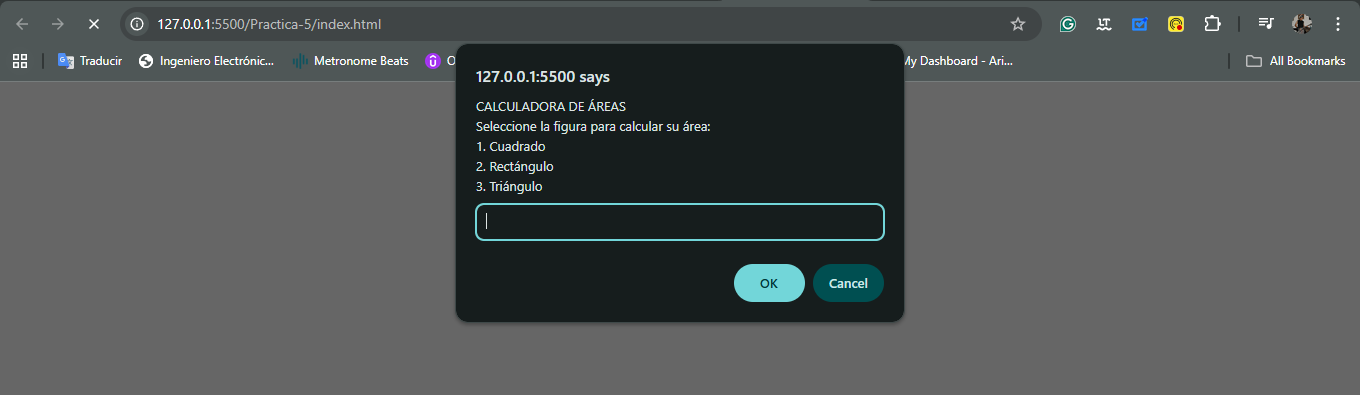 127.0.0.1:5500/Practica-5/index.html
Traducir
Ingeniero Electrónic...
Metronome Beats
My Dashboard - Ari...
All Bookmarks
127.0.0.1:5500 says
CALCULADORA DE ÁREAS
Seleccione la figura para calcular su área:
1. Cuadrado
2. Rectángulo
3. Triángulo
OK
Cancel